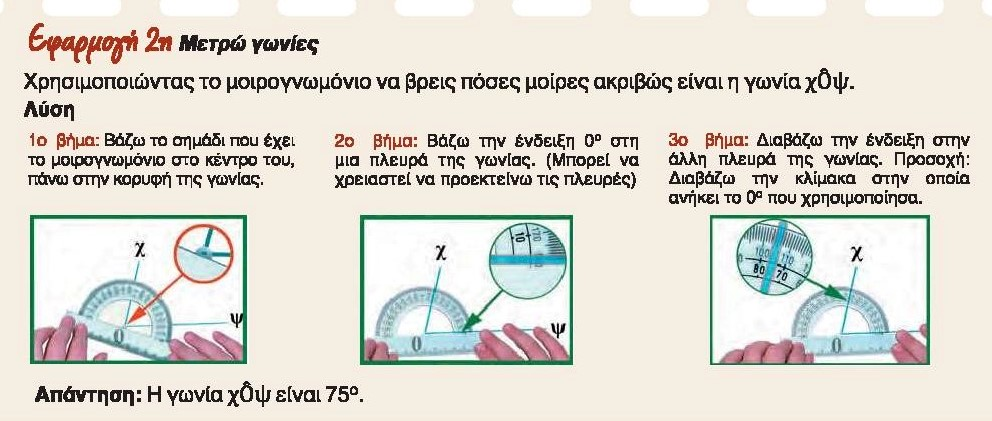 Εφαρμογή 2η Μετρώ γωνίες
Χρησιμοποιώντας το μοιρογνωμόνιο να βρεις πόσες μοίρες ακριβώς είναι η γωνία χÔψ.
Λύση
1ο βήμα: Βάζω το σημάδι που έχει
το μοιρογνωμόνιο στο κέντρο του,
πάνω στην κορυφή της γωνίας.
2ο βήμα: Βάζω την ένδειξη 0º στη
μια πλευρά της γωνίας. (Μπορεί να
χρειαστεί να προεκτείνω τις πλευρές)
3ο βήμα: Διαβάζω την ένδειξη στην
άλλη πλευρά της γωνίας. Προσοχή:
Διαβάζω την κλίμακα στην οποία
ανήκει το 0º που χρησιμοποίησα.
χ
ψ
0
χ
10
170
ψ
0
χ
100 110
80 70
0
Απάντηση: Η γωνία χÔψ είναι 75º.